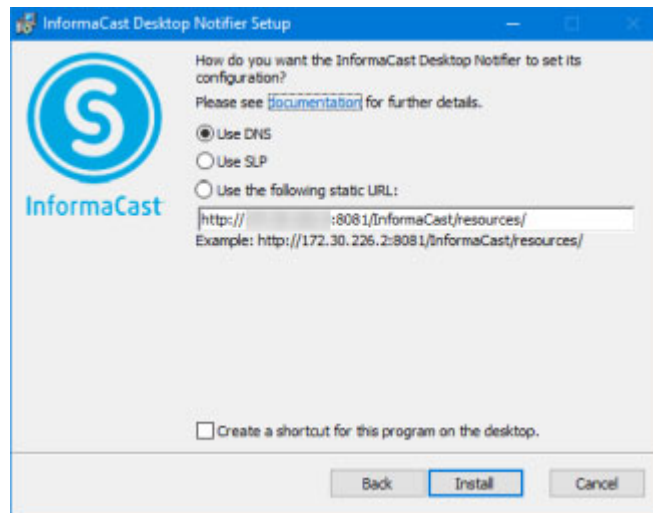 InformaCast Desktop Notifier Setup
How do you want the InformaCast Desktop Notifier to set its
configuration?
Please see documentation for further details.
Use DNS
Use SLP
Use the following static URL:
http:// :8081/InformaCast/resources/
Example: http://172.30.226.2:8081/InformaCast/resources/
S
InformaCast
Create a shortcut for this program on the desktop.
Back Install Cancel